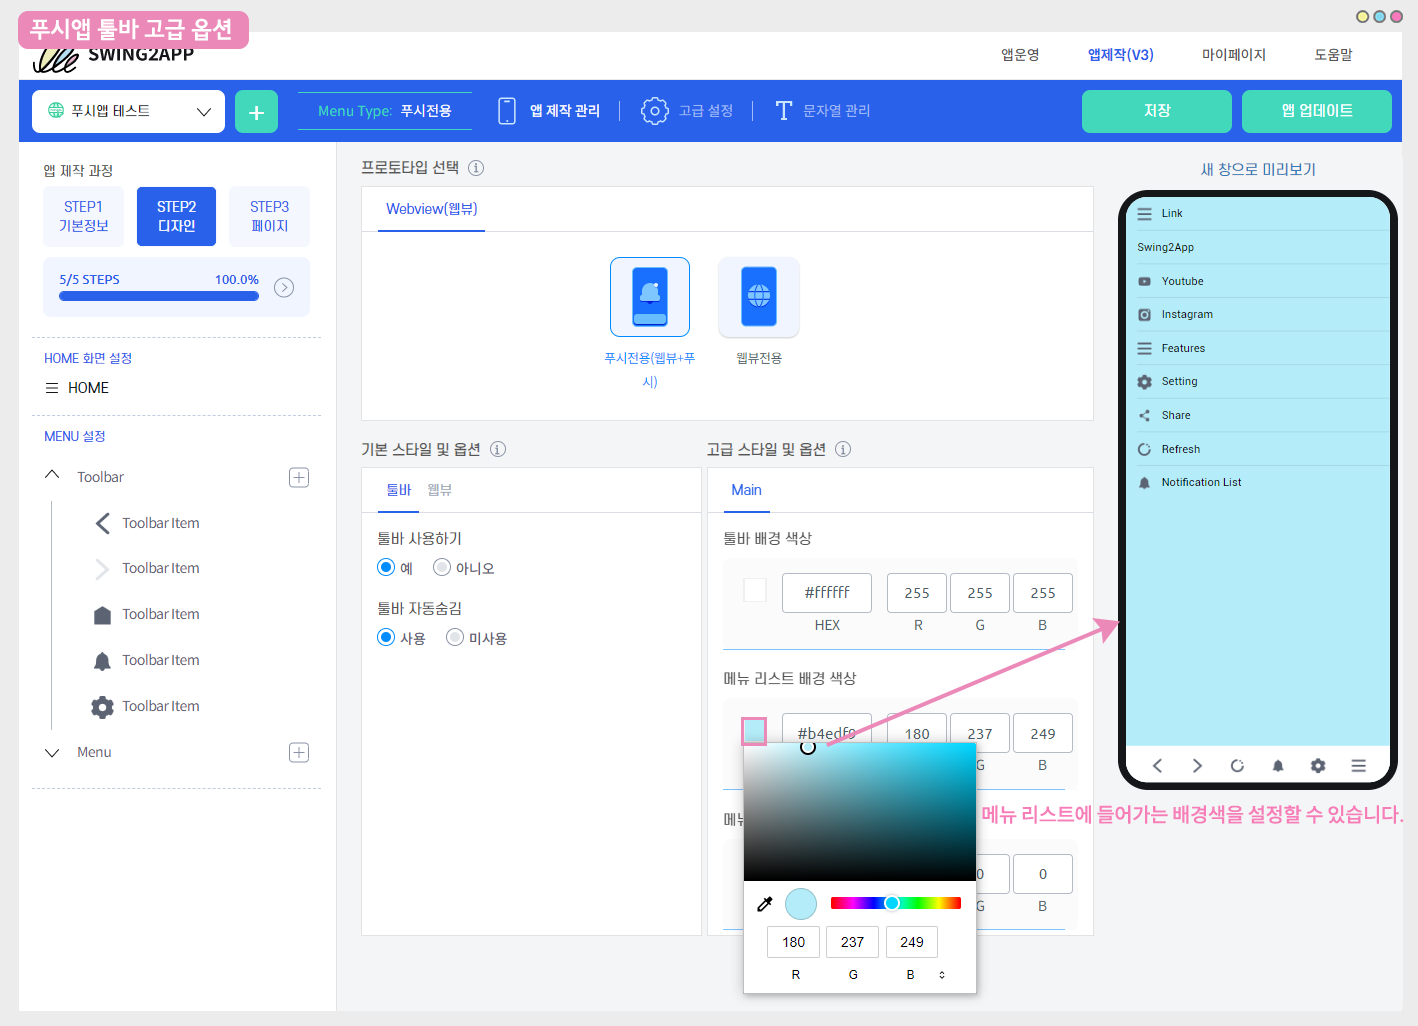 푸시앱 툴바 고급 옵션
SWING2APP
앱운영
앱제작(V3)
마이페이지
도움말
푸시앱 테스트
+
Menu Type: 푸시전용
앱 제작 관리
고급 설정
문자열 관리
저장
앱 업데이트
앱 제작 과정
STEP1
기본정보
STEP2
디자인
STEP3
페이지
5/5 STEPS
100.0%
HOME 화면 설정
HOME
MENU 설정
Toolbar
Toolbar Item
Toolbar Item
Toolbar Item
Toolbar Item
Toolbar Item
Menu
프로토타입 선택
Webview(웹뷰)
푸시전용(웹뷰+푸
시)
웹뷰전용
기본 스타일 및 옵션
툴바
웹뷰
툴바 사용하기
예
아니오
툴바 자동숨김
사용
미사용
고급 스타일 및 옵션
Main
툴바 배경 색상
#ffffff
255
255
255
HEX
R
G
B
메뉴 리스트 배경 색상
#b4edf9
180
237
249
G
B
0
0
G
B
180
237
249
R
G
B
새 창으로 미리보기
Link
Swing2App
Youtube
Instagram
Features
Setting
Share
Refresh
Notification List
메뉴 리스트에 들어가는 배경색을 설정할 수 있습니다.